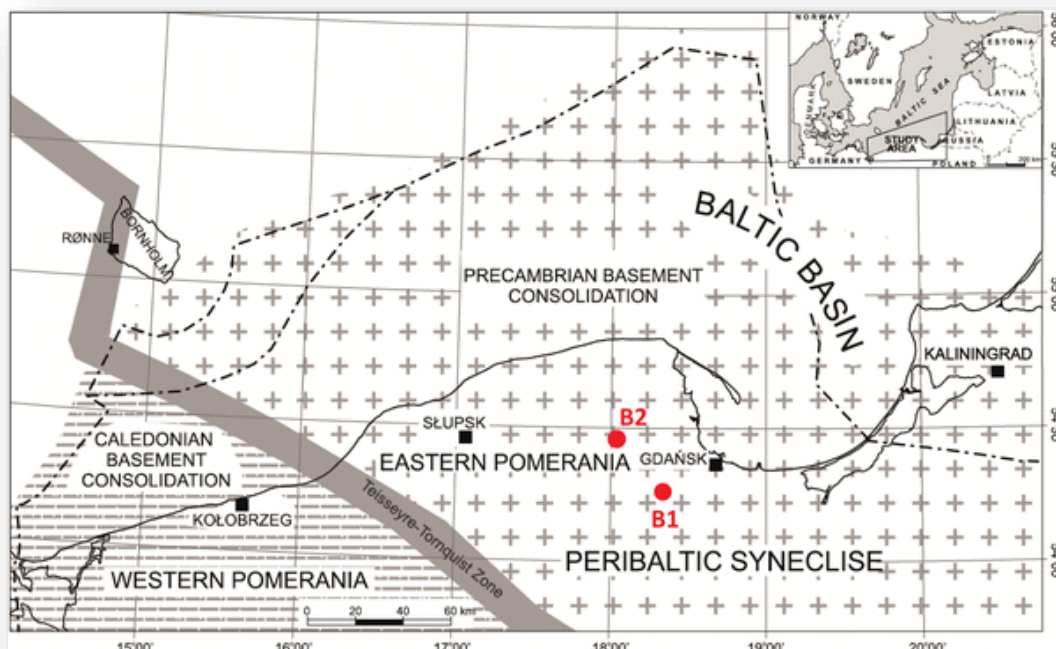 NORWAY
ESTONIA
SWEDEN
LATVIA
BALTIC SEA
LITHUANIA
RUSSIA
STUDY
AREA
GERMANY
POLAND
200 km
BORNHOLM
RØNNE
BALTIC BASIN
PRECAMBRIAN BASEMENT
CONSOLIDATION
KALININGRAD
SŁUPSK
B2
CALEDONIAN
BASEMENT
CONSOLIDATION
EASTERN POMERANIA
GDAŃSK
KOŁOBRZEG
B1
Teisseyre-Tornquist Zone
PERIBALTIC SYNECLISE
WESTERN POMERANIA
0 20 40 60 km
15°00' 16°00' 17°00' 18°00' 19°00' 20°00'